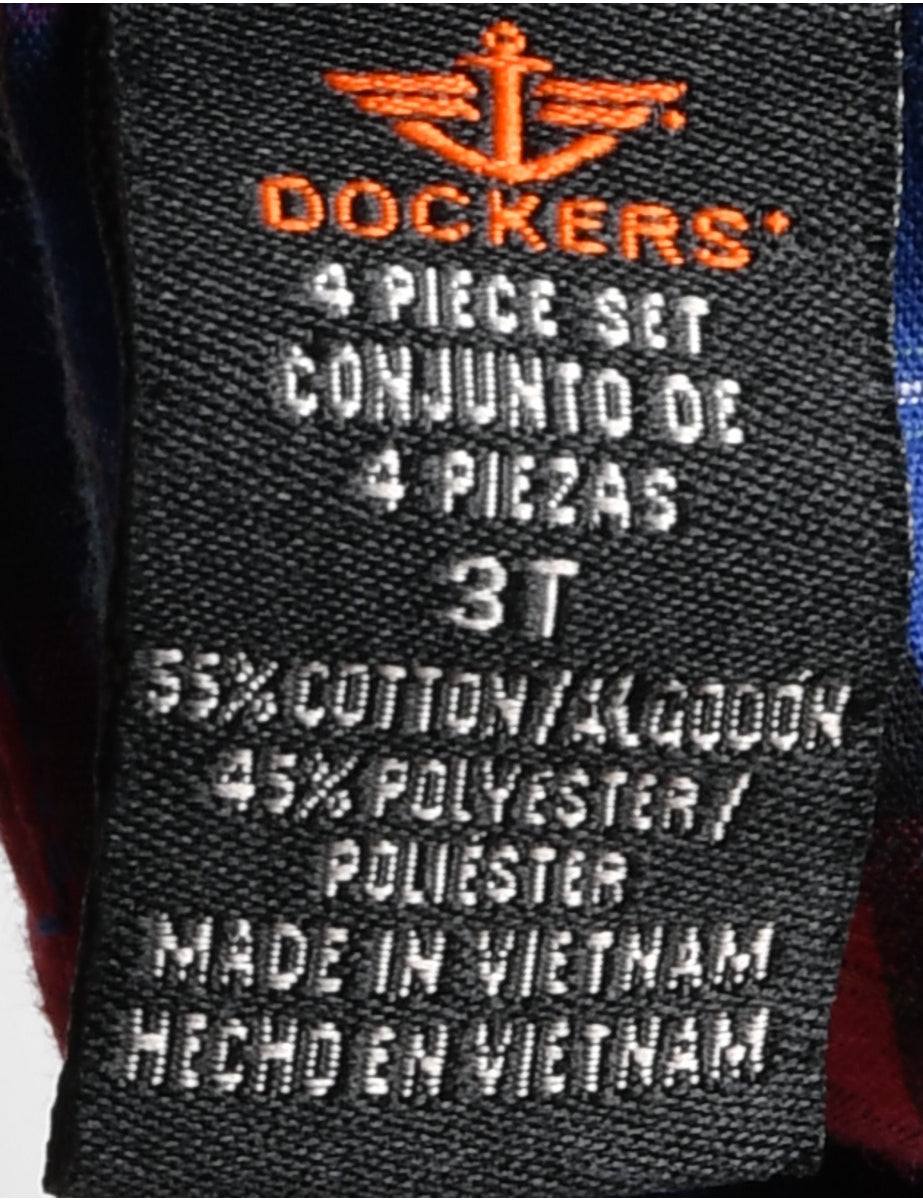 DOCKERS
4 PIECE SET
CONJUNTO DE
4 PIEZAS
3T
55% COTTON/ALGODÓN
45% POLYESTER/
POLIÉSTER
MADE IN VIETNAM
HECHO EN VIETNAM